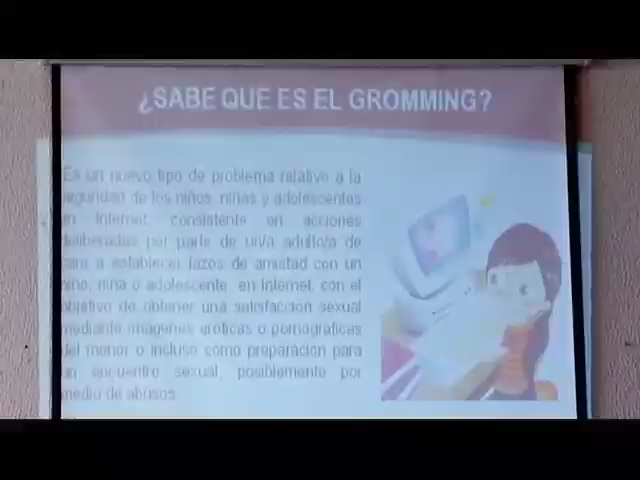 ¿SABE QUE ES EL GROMMING?
Es un nuevo tipo de problema relativo a la
seguridad de los niños, niñas y adolescentes
en Internet, consistente en acciones
deliberadas por parte de un/a adulto/a de
cara a establecer lazos de amistad con un
niño, niña o adolescente en Internet, con el
objetivo de obtener una satisfacción sexual
mediante imágenes eróticas o pornográficas
del menor o incluso como preparación para
un encuentro sexual, posiblemente por
medio de abusos.